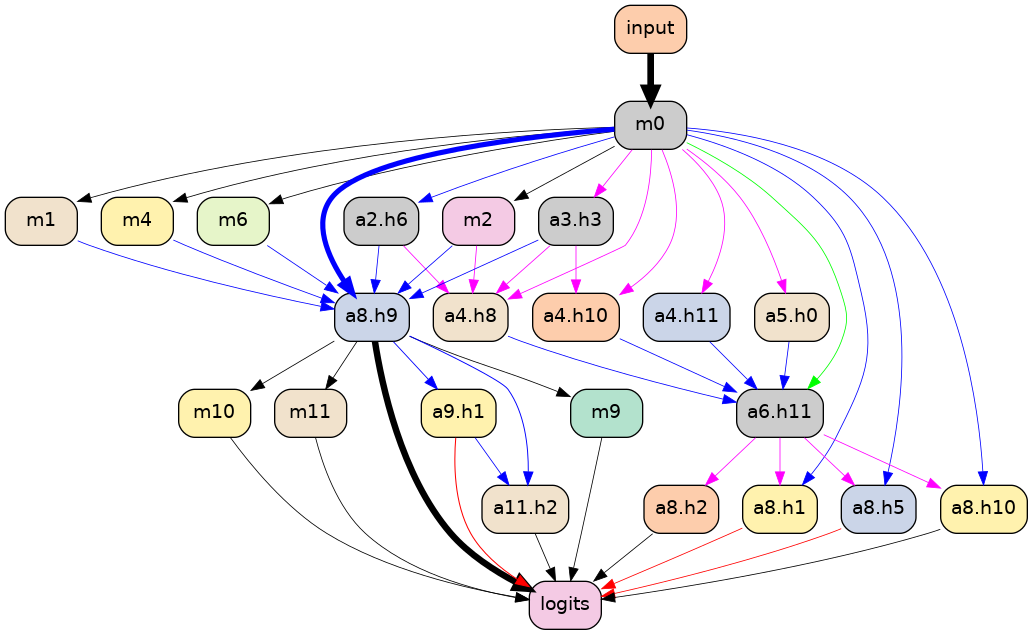 input
m0
m1 m4 m6 a2.h6 m2 a3.h3
a8.h9 a4.h8 a4.h10 a4.h11 a5.h0
m10 m11 a9.h1 m9 a6.h11
a11.h2 a8.h2 a8.h1 a8.h5 a8.h10
logits